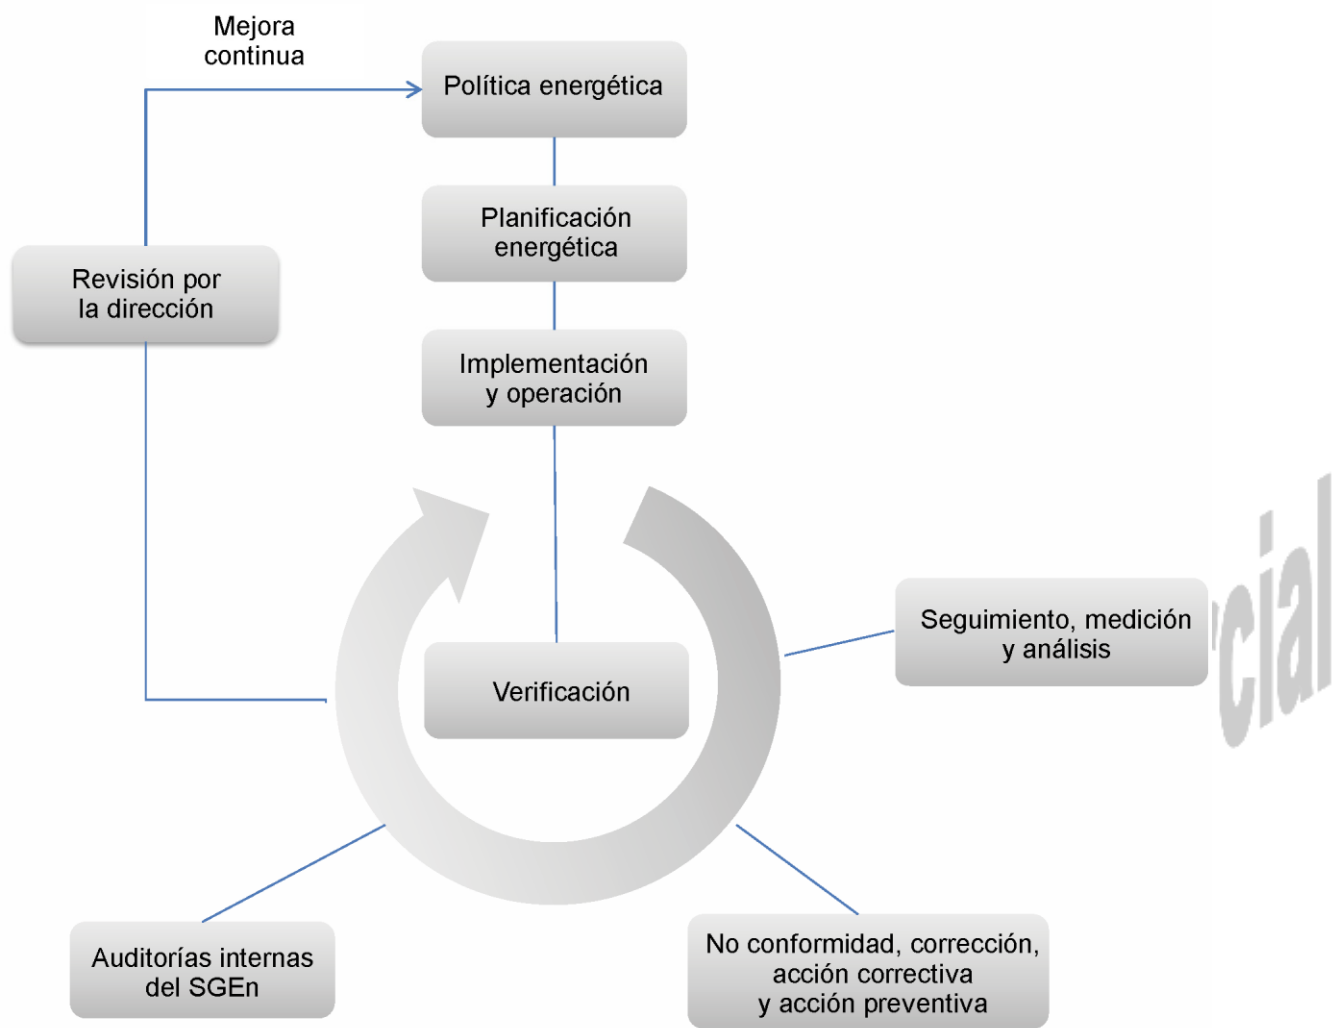 Mejora
continua
Política energética
Planificación
energética
Revisión por
la dirección
Implementación
y operación
Seguimiento, medición
y análisis
Verificación
Auditorías internas
del SGEn
No conformidad, corrección,
acción correctiva
y acción preventiva